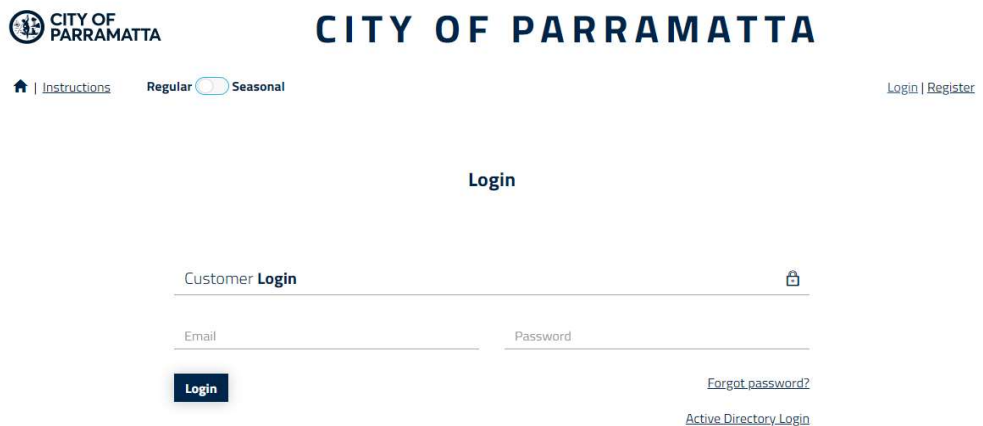 CITY OF
PARRAMATTA
CITY OF PARRAMATTA
| Instructions
Regular Seasonal
Login | Register
Login
Customer Login
Email
Password
Login
Forgot password?
Active Directory Login